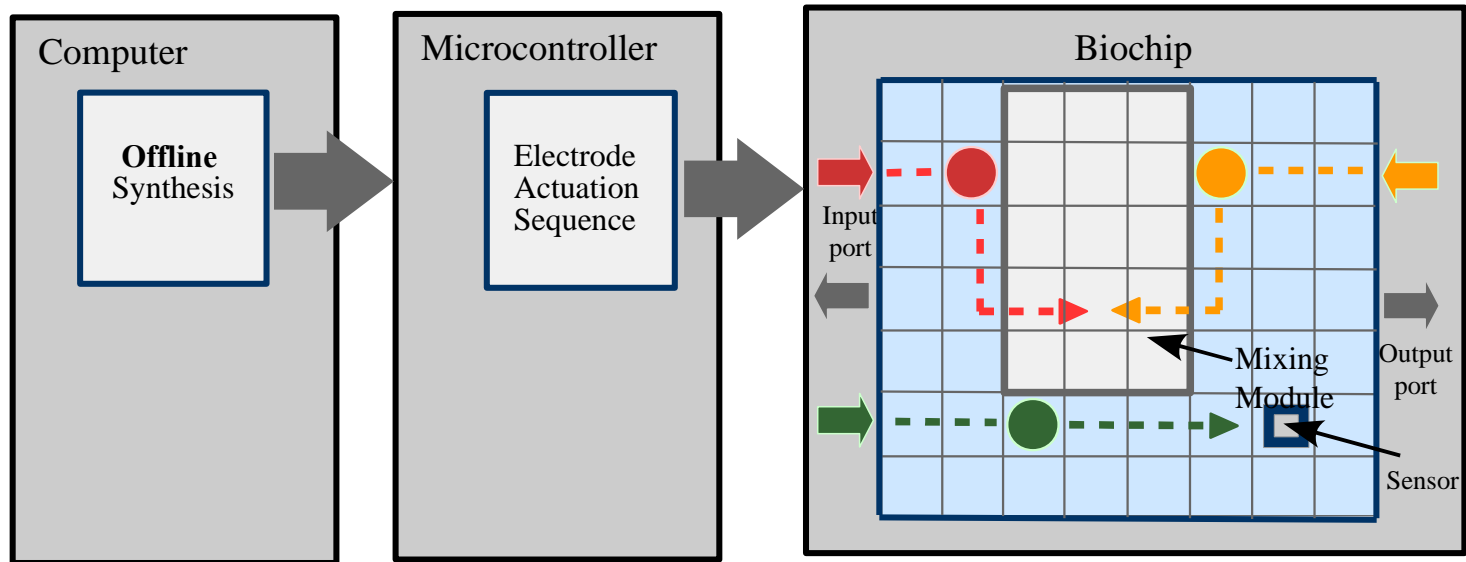 Computer
Offline
Synthesis
Microcontroller
Electrode
Actuation
Sequence
Biochip
Input
port
Mixing
Module
Output
port
Sensor